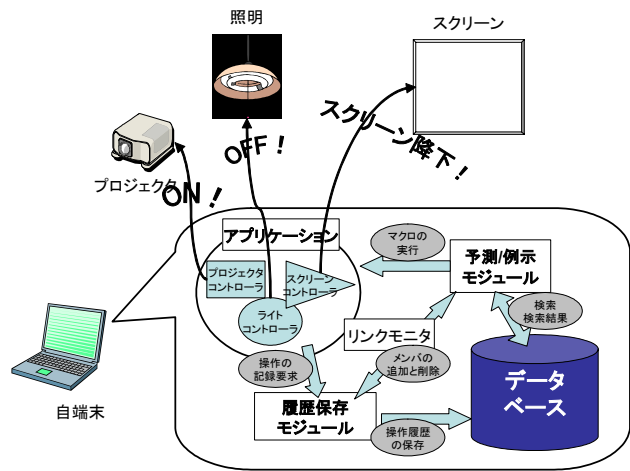 照明
スクリーン
プロジェクタ
ON！
OFF！
スクリーン降下！
アプリケーション
プロジェクタ
コントローラ
スクリーン
コントローラ
ライト
コントローラ
マクロの
実行
予測/例示
モジュール
検索
検索結果
リンクモニタ
操作の
記録要求
メンバの
追加と削除
データ
ベース
履歴保存
モジュール
操作履歴
の保存
自端末